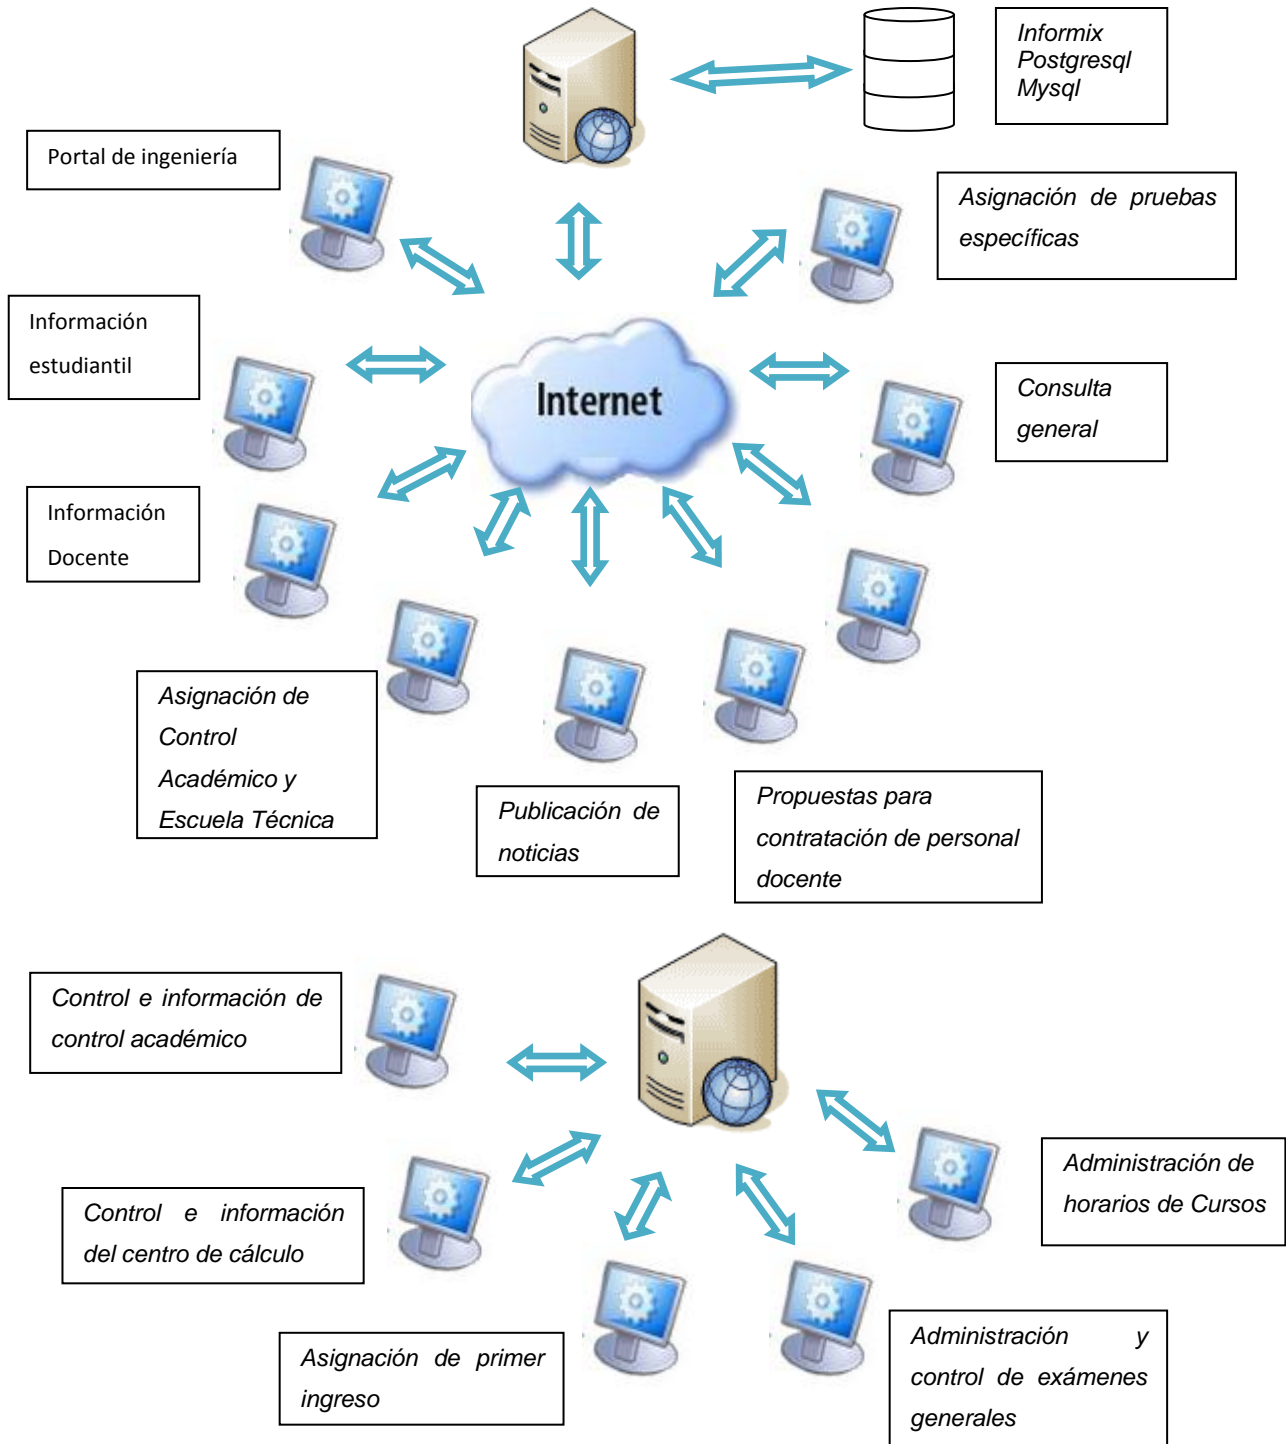 Informix
Postgresql
Mysql
Portal de ingeniería
Asignación de pruebas
específicas
Información
estudiantil
Internet
Consulta
general
Información
Docente
Asignación de
Control
Académico y
Escuela Técnica
Publicación de
noticias
Propuestas para
contratación de personal
docente
Control e información de
control académico
Administración de
horarios de Cursos
Control e información
del centro de cálculo
Asignación de primer
ingreso
Administración y
control de exámenes
generales